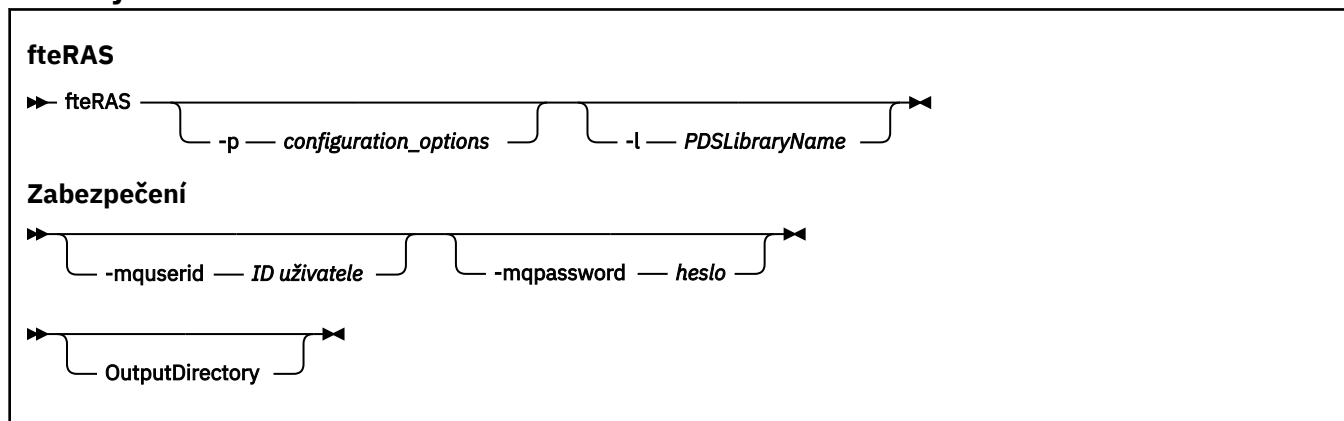 fteRAS
fteRAS
-p configuration_options -l PDSLibraryName
Zabezpečení
-mquserid ID uživatele -mqpassword heslo
OutputDirectory